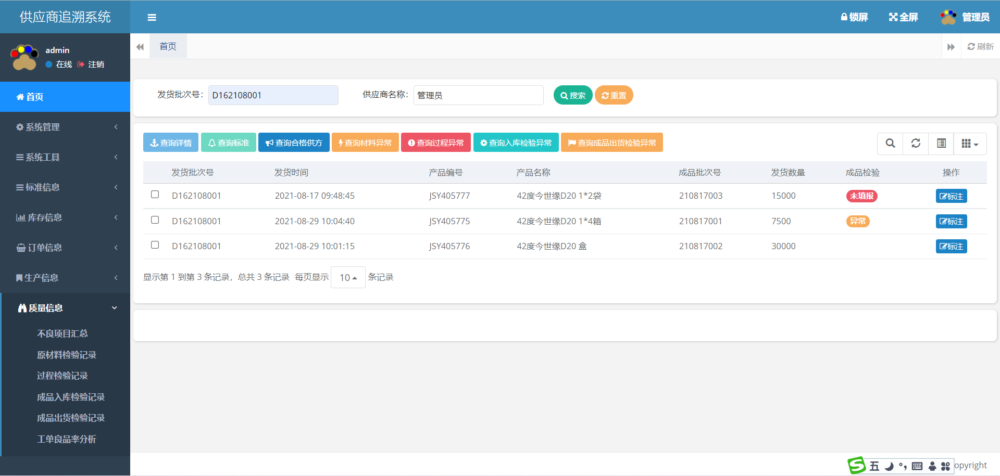 供应商追溯系统
锁屏 全屏 管理员
admin
在线 注销
首页 刷新
首页
系统管理
系统工具
标准信息
库存信息
订单信息
生产信息
质量信息
不良项目汇总
原材料检验记录
过程检验记录
成品入库检验记录
成品出货检验记录
工单良品率分析
发货批次号： D162108001 供应商名称： 管理员 搜索 重置
查询详情 查询标准 查询合格供方 查询材料异常 查询过程异常 查询入库检验异常 查询成品出货检验异常
发货批次号 发货时间 产品编号 产品名称 成品批次号 发货数量 成品检验 操作
D162108001 2021-08-17 09:48:45 JSY405777 42度今世缘D20 1*2袋 210817003 15000 未填报 标注
D162108001 2021-08-29 10:04:40 JSY405775 42度今世缘D20 1*4箱 210817001 7500 异常 标注
D162108001 2021-08-29 10:01:15 JSY405776 42度今世缘D20 盒 210817002 30000 标注
显示第 1 到第 3 条记录，总共 3 条记录 每页显示 10 条记录
五 opyright